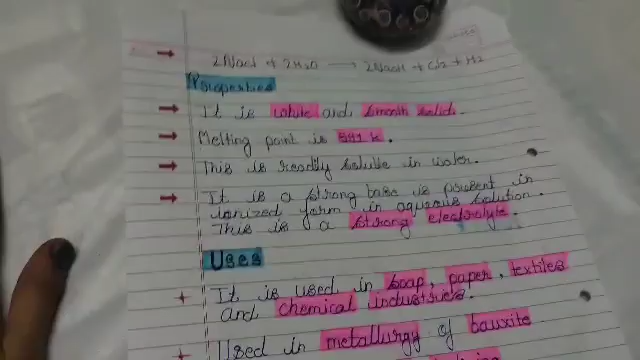 2NaCl + 2H2O → 2NaOH + Cl2 + H2
Properties
→ It is white and smooth solid.
→ Melting point is 591 K.
→ This is readily soluble in water.
→ It is a strong base is present in
ionized form in aqueous solution.
This is a strong electrolyte.
Uses
+ It is used in soap, paper, textiles
and chemical industries.
+ Used in metallurgy of bauxite